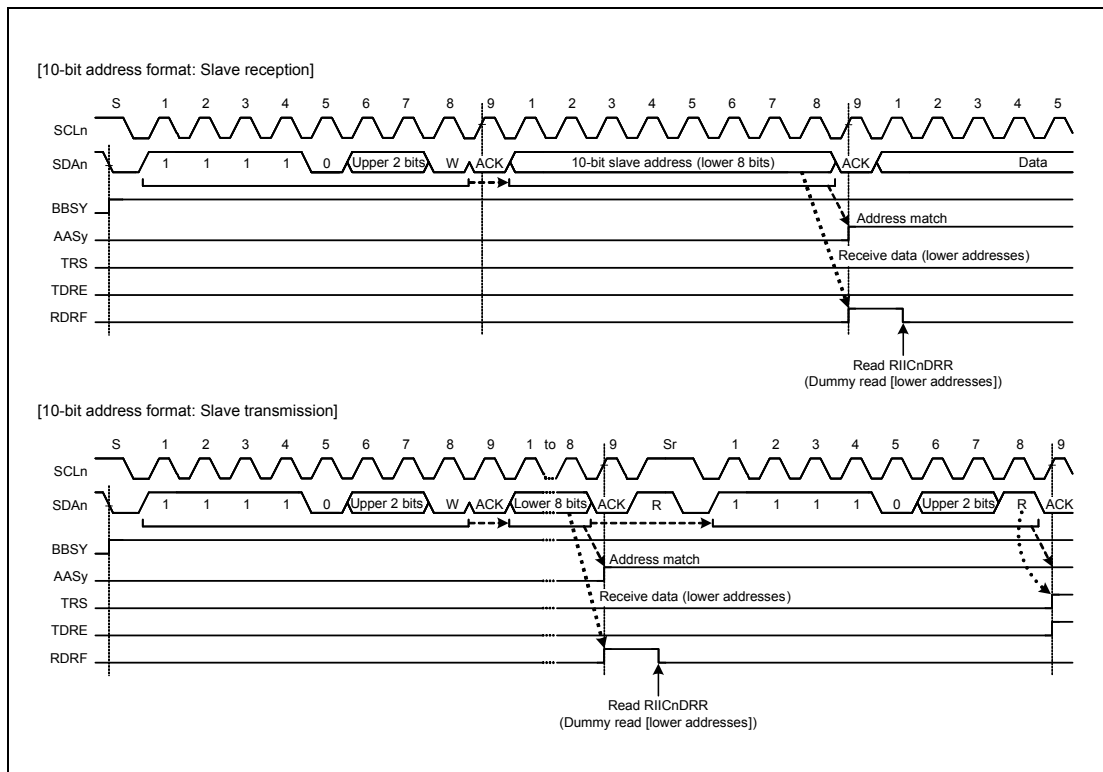 [10-bit address format: Slave reception]
S 1 2 3 4 5 6 7 8 9 1 2 3 4 5 6 7 8 9 1 2 3 4 5
SCLn
SDAn 1 1 1 1 0 Upper 2 bits W ACK 10-bit slave address (lower 8 bits) ACK Data
BBSY
Address match
AASy
Receive data (lower addresses)
TRS
TDRE
RDRF
Read RIICnDRR
(Dummy read [lower addresses])
[10-bit address format: Slave transmission]
S 1 2 3 4 5 6 7 8 9 1 to 8 9 Sr 1 2 3 4 5 6 7 8 9
SCLn
SDAn 1 1 1 1 0 Upper 2 bits W ACK Lower 8 bits ACK R 1 1 1 1 0 Upper 2 bits R ACK
BBSY
Address match
AASy
Receive data (lower addresses)
TRS
TDRE
RDRF
Read RIICnDRR
(Dummy read [lower addresses])